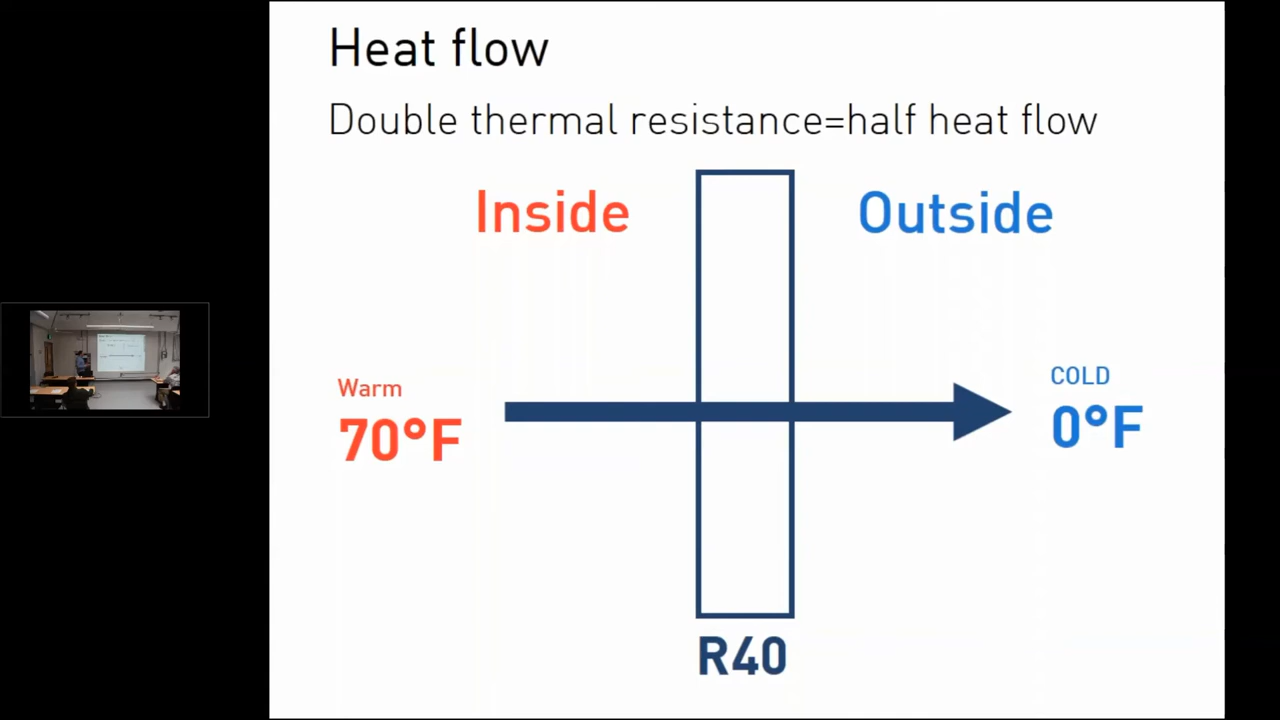 Heat flow
Double thermal resistance=half heat flow
Inside
Outside
Warm
70°F
COLD
0°F
R40